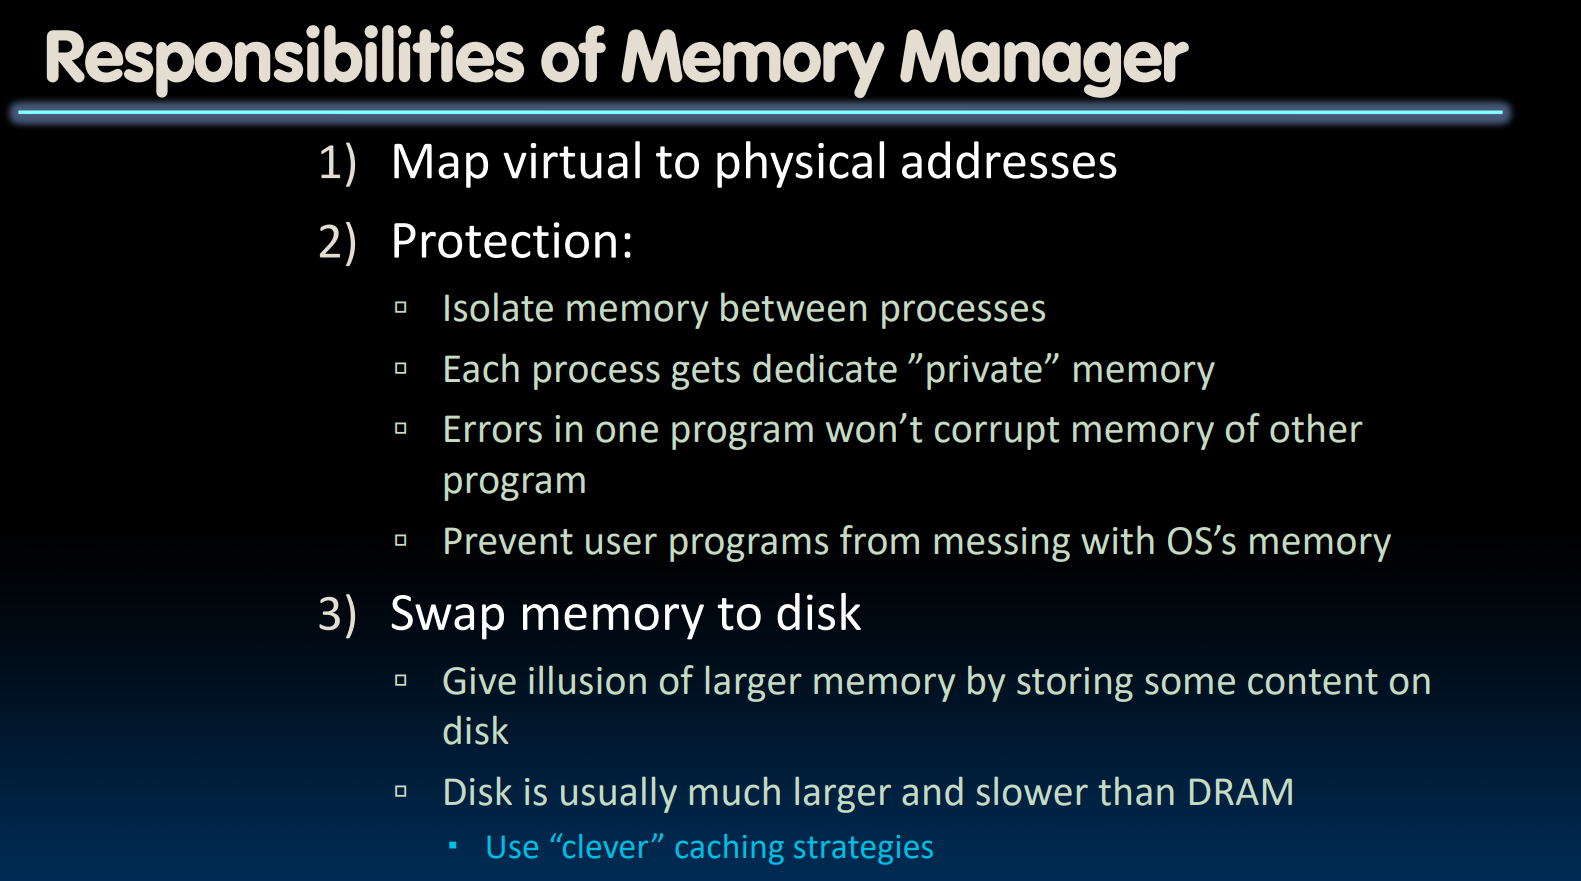 Responsibilities of Memory Manager
1) Map virtual to physical addresses
2) Protection:
▫ Isolate memory between processes
▫ Each process gets dedicate ”private” memory
▫ Errors in one program won’t corrupt memory of other
program
▫ Prevent user programs from messing with OS’s memory
3) Swap memory to disk
▫ Give illusion of larger memory by storing some content on
disk
▫ Disk is usually much larger and slower than DRAM
▪ Use “clever” caching strategies